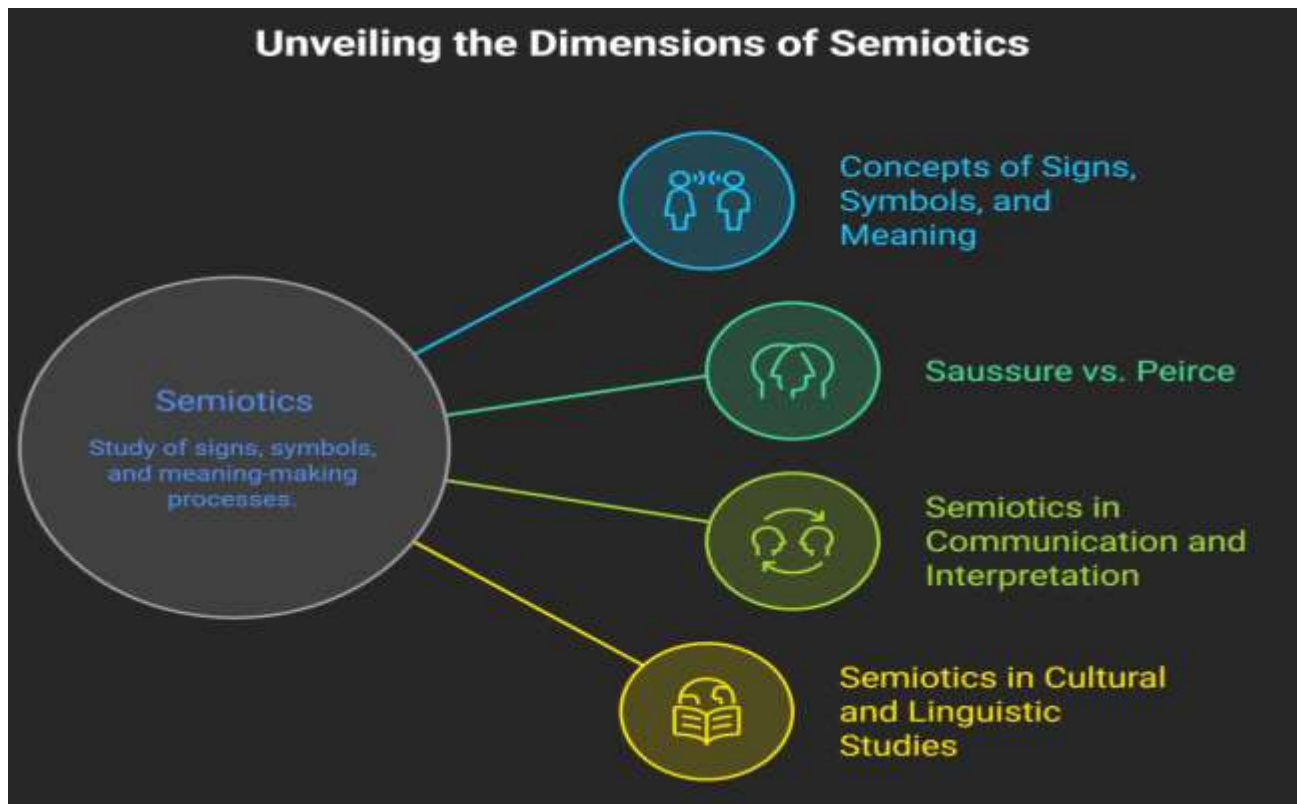 Unveiling the Dimensions of Semiotics
Concepts of Signs,
Symbols, and
Meaning
Saussure vs. Peirce
Semiotics
Study of signs, symbols,
and meaning-making
processes.
Semiotics in
Communication and
Interpretation
Semiotics in Cultural
and Linguistic
Studies